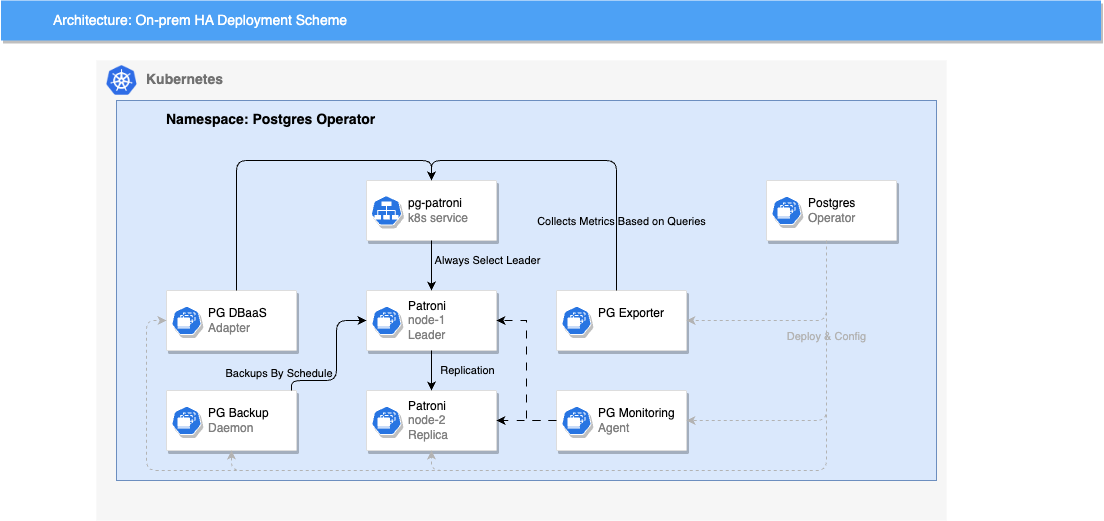 Architecture: On-prem HA Deployment Scheme
Kubernetes
Namespace: Postgres Operator
pg-patroni
k8s service
Collects Metrics Based on Queries
Postgres
Operator
Always Select Leader
PG DBaaS
Adapter
Patroni
node-1
Leader
PG Exporter
Deploy & Config
Backups By Schedule
Replication
PG Backup
Daemon
Patroni
node-2
Replica
PG Monitoring
Agent